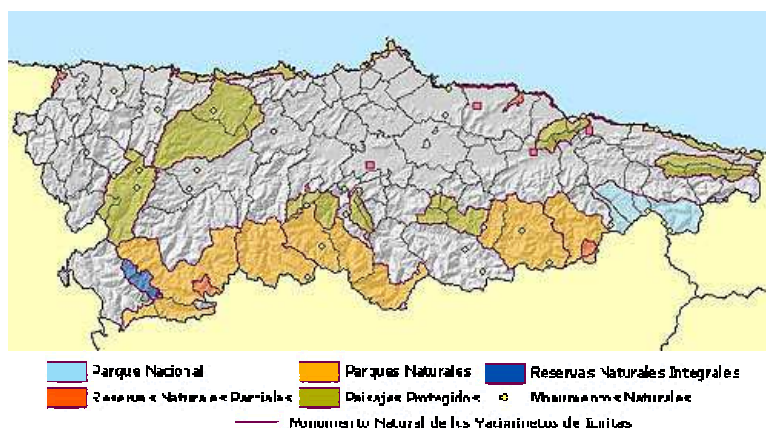 Parque Nacional Parques Naturales Reservas Naturales Integrales
Reservas Naturales Parciales Paisajes Protegidos Monumentos Naturales
Monumento Natural de los Yacimientos de Icnitas